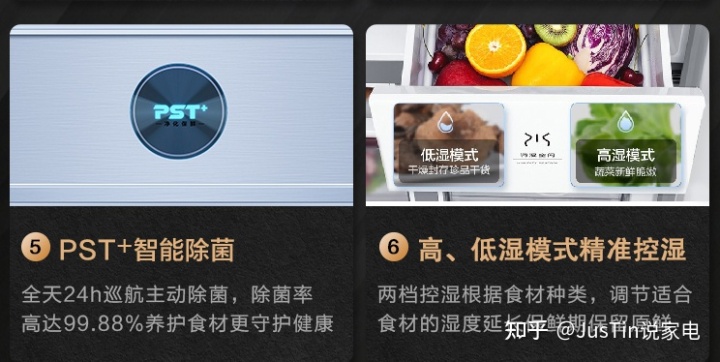 PST+
净化保鲜
低湿模式
干燥封存珍品干货
高湿模式
蔬菜新鲜脆嫩
5 PST+智能除菌
全天24h巡航主动除菌，除菌率
高达99.88%养护食材更守护健康
6 高、低湿模式精准控湿
两档控湿根据食材种类，调节适合
食材的湿度延长保鲜期保留原鲜
知乎 @JusTin说家电